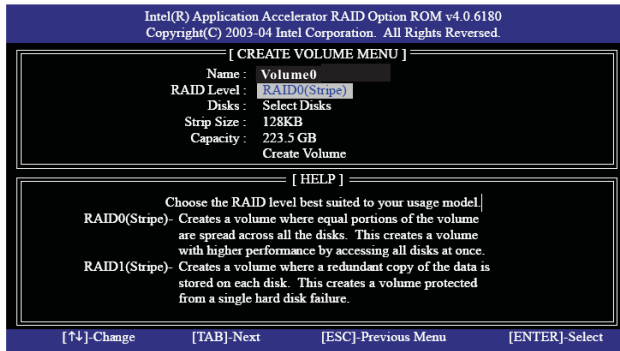 Intel(R) Application Accelerator RAID Option ROM v4.0.6180
Copyright(C) 2003-04 Intel Corporation. All Rights Reserved.
[ CREATE VOLUME MENU ]
Name : Volume0
RAID Level : RAID0(Stripe)
Disks : Select Disks
Strip Size : 128KB
Capacity : 223.5 GB
Create Volume
[ HELP ]
Choose the RAID level best suited to your usage model.
RAID0(Stripe)- Creates a volume where equal portions of the volume
are spread across all the disks. This creates a volume
with higher performance by accessing all disks at once.
RAID1(Stripe)- Creates a volume where a redundant copy of the data is
stored on each disk. This creates a volume protected
from a single hard disk failure.
[↑↓]-Change [TAB]-Next [ESC]-Previous Menu [ENTER]-Select